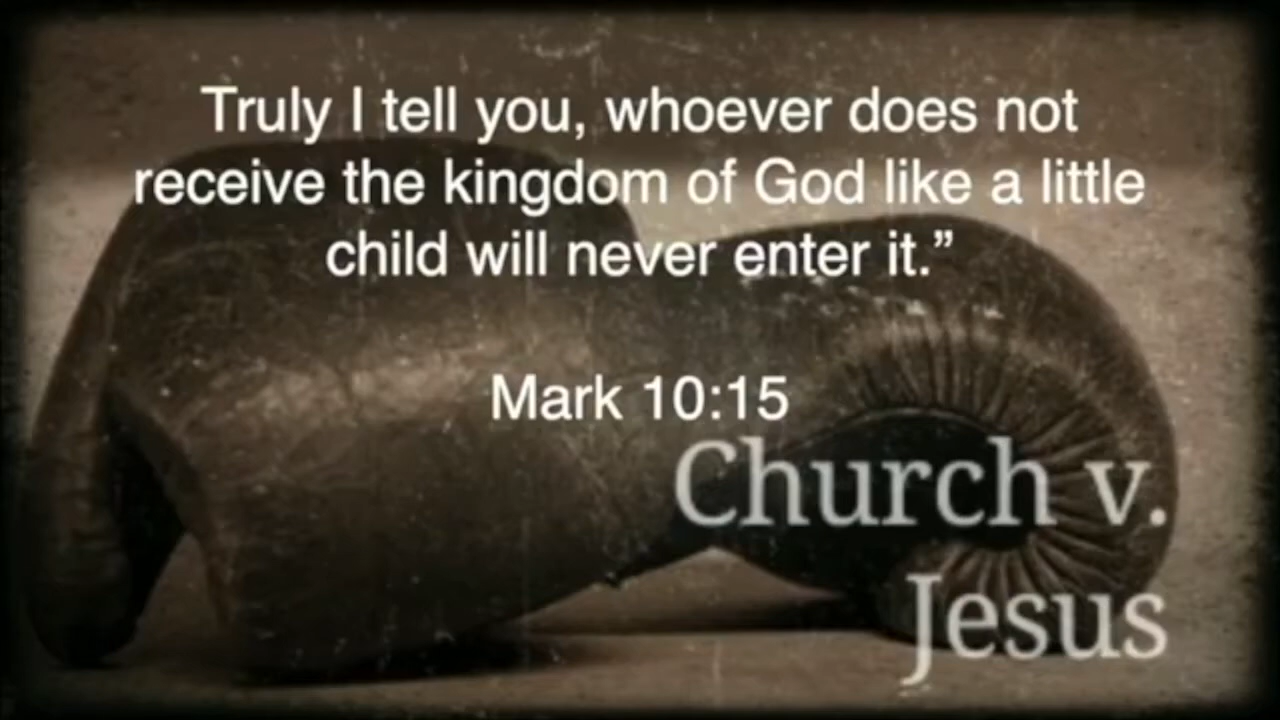 Truly I tell you, whoever does not
receive the kingdom of God like a little
child will never enter it.”
Mark 10:15
Church v.
Jesus